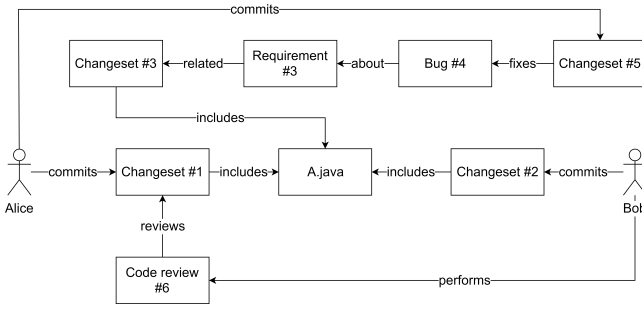 commits
Changeset #3
related
Requirement
#3
about
Bug #4
fixes
Changeset #5
includes
Alice
commits
Changeset #1
includes
A.java
includes
Changeset #2
commits
Bob
reviews
Code review
#6
performs